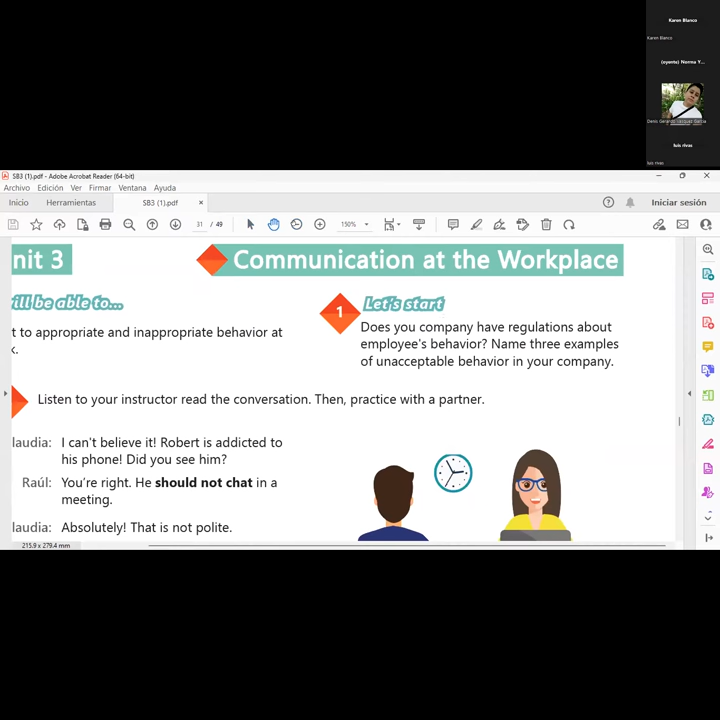 Karen Blanco
Karen Blanco
(oyente) Norma Y...
luis rivas
luis rivas
SB3 (1).pdf - Adobe Acrobat Reader (64-bit)
Archivo Edición Ver Firmar Ventana Ayuda
Inicio Herramientas SB3 (1).pdf × Iniciar sesión
31 / 49 150%
nit 3
Communication at the Workplace
ill be able to...
t to appropriate and inappropriate behavior at
k.
1 Let's start
Does you company have regulations about
employee's behavior? Name three examples
of unacceptable behavior in your company.
Listen to your instructor read the conversation. Then, practice with a partner.
laudia: I can't believe it! Robert is addicted to
his phone! Did you see him?
Raúl: You're right. He should not chat in a
meeting.
laudia: Absolutely! That is not polite.
215.9 x 279.4 mm